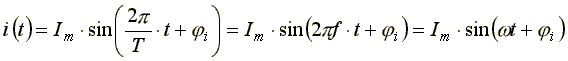 i(t) = I_m · sin(2π/T · t + φ_i) = I_m · sin(2πf · t + φ_i) = I_m · sin(ωt + φ_i)